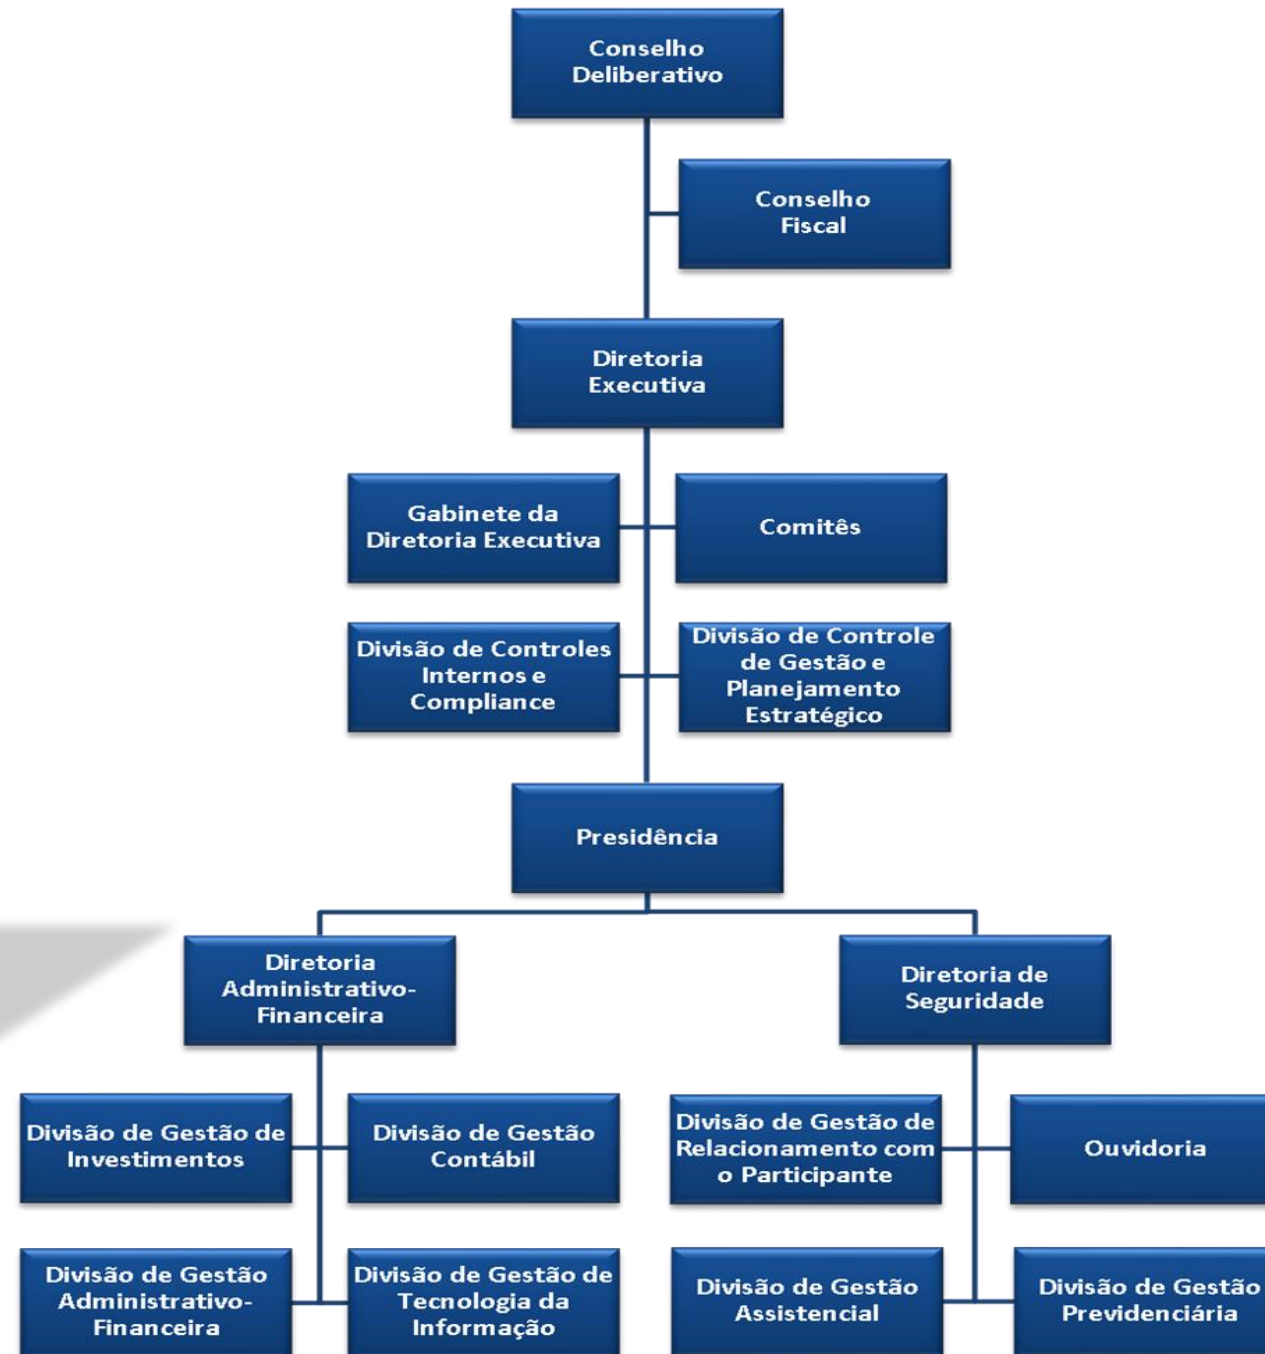 Conselho
Deliberativo
Conselho
Fiscal
Diretoria
Executiva
Gabinete da
Diretoria Executiva
Comitês
Divisão de Controles
Internos e
Compliance
Divisão de Controle
de Gestão e
Planejamento
Estratégico
Presidência
Diretoria
Administrativo-
Financeira
Diretoria de
Seguridade
Divisão de Gestão de
Investimentos
Divisão de Gestão
Contábil
Divisão de Gestão de
Relacionamento com
o Participante
Ouvidoria
Divisão de Gestão
Administrativo-
Financeira
Divisão de Gestão de
Tecnologia da
Informação
Divisão de Gestão
Assistencial
Divisão de Gestão
Previdenciária